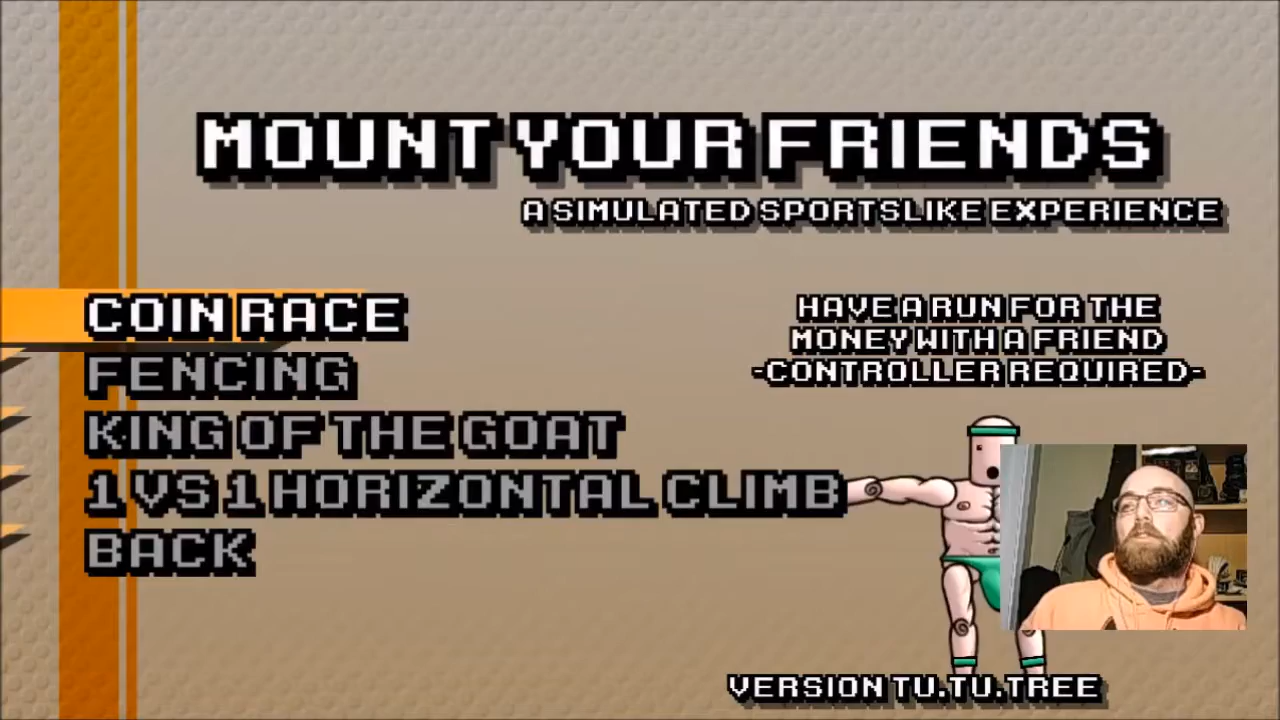 MOUNT YOUR FRIENDS
A SIMULATED SPORTSLIKE EXPERIENCE
COIN RACE
FENCING
KING OF THE GOAT
1 VS 1 HORIZONTAL CLIMB
BACK
HAVE A RUN FOR THE
MONEY WITH A FRIEND
-CONTROLLER REQUIRED-
VERSION TU.TU.TREE